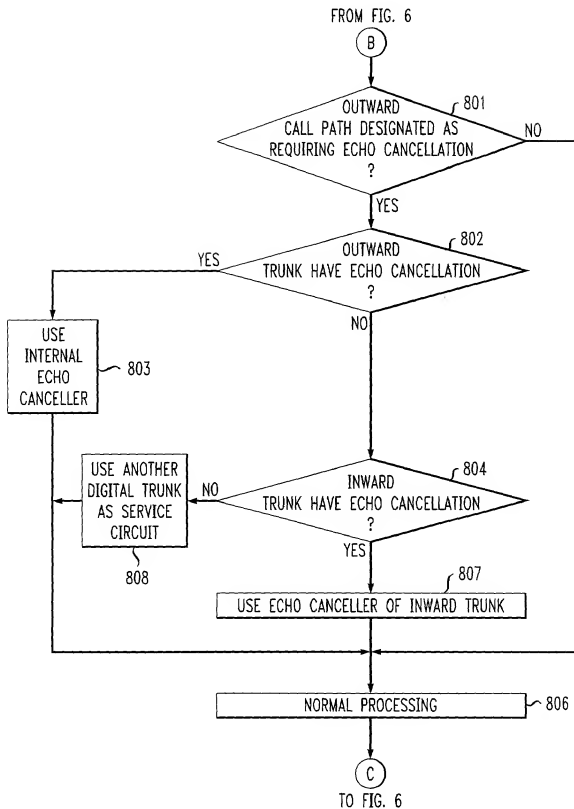 FROM FIG. 6
B
801
OUTWARD
CALL PATH DESIGNATED AS
REQUIRING ECHO CANCELLATION
?
NO
YES
802
OUTWARD
TRUNK HAVE ECHO CANCELLATION
?
YES
NO
USE
INTERNAL
ECHO
CANCELLER
803
804
INWARD
TRUNK HAVE ECHO CANCELLATION
?
NO
YES
USE ANOTHER
DIGITAL TRUNK
AS SERVICE
CIRCUIT
808
807
USE ECHO CANCELLER OF INWARD TRUNK
NORMAL PROCESSING
806
C
TO FIG. 6